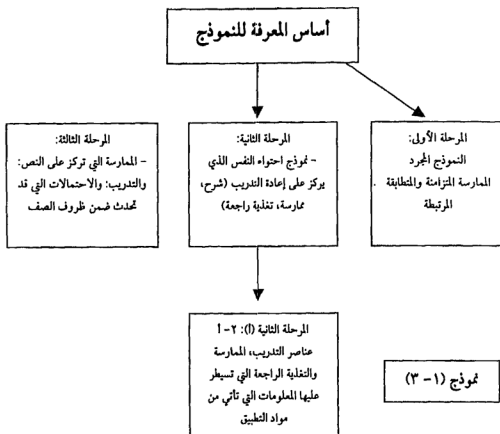 أساس المعرفة للنموذج
المرحلة الأولى:
النموذج المجرد
الممارسة المتزامنة والمتطابقة
المرتبطة
المرحلة الثانية:
– نموذج احتواء النفس الذي
يركز على إعادة التدريب (شرح،
ممارسة، تغذية راجعة)
المرحلة الثالثة:
– الممارسة التي تركز على النص:
والتدريب: والاحتمالات التي قد
تحدث ضمن ظروف الصف
المرحلة الثانية (أ): ٢- أ
عناصر التدريب، الممارسة
والتغذية الراجعة التي تسيطر
عليها المعلومات التي تأتي من
مواد التطبيق
نموذج (١- ٣)